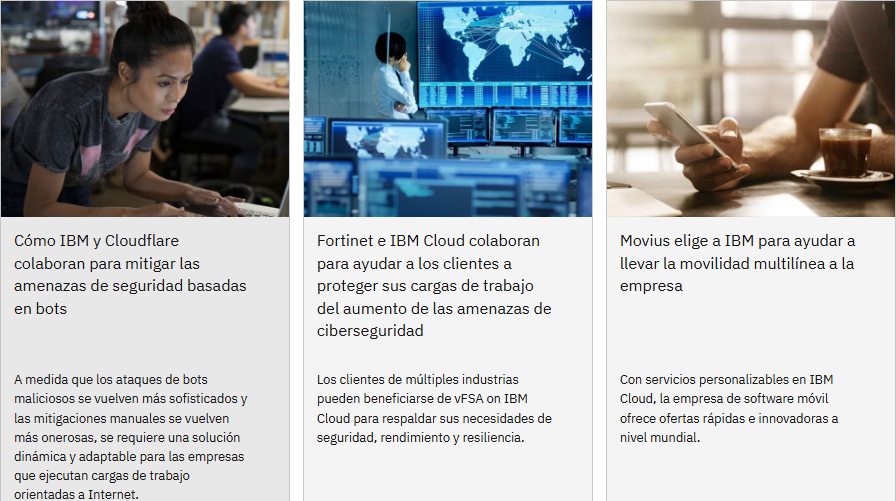 Cómo IBM y Cloudflare
colaboran para mitigar las
amenazas de seguridad basadas
en bots
A medida que los ataques de bots
maliciosos se vuelven más sofisticados y
las mitigaciones manuales se vuelven
más onerosas, se requiere una solución
dinámica y adaptable para las empresas
que ejecutan cargas de trabajo
orientadas a Internet.
Fortinet e IBM Cloud colaboran
para ayudar a los clientes a
proteger sus cargas de trabajo
del aumento de las amenazas de
ciberseguridad
Los clientes de múltiples industrias
pueden beneficiarse de vFSA on IBM
Cloud para respaldar sus necesidades de
seguridad, rendimiento y resiliencia.
Movius elige a IBM para ayudar a
llevar la movilidad multilínea a la
empresa
Con servicios personalizables en IBM
Cloud, la empresa de software móvil
ofrece ofertas rápidas e innovadoras a
nivel mundial.